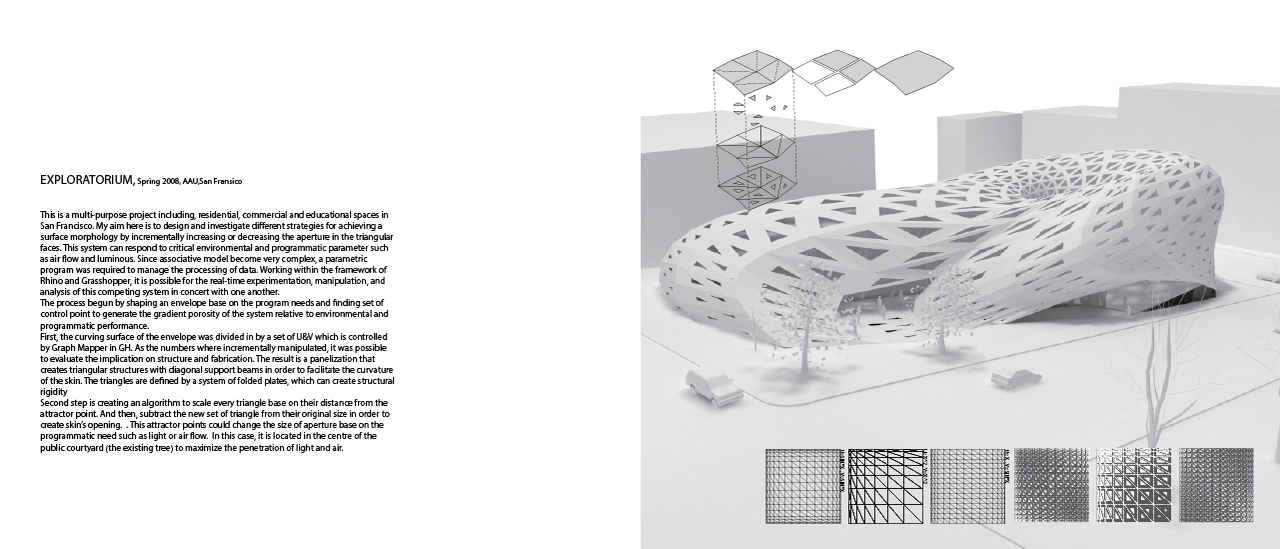 EXPLORATORIUM, Spring 2008, AAU,San Fransico
This is a multi-purpose project including, residential, commercial and educational spaces in
San Francisco. My aim here is to design and investigate different strategies for achieving a
surface morphology by incrementally increasing or decreasing the aperture in the triangular
faces. This system can respond to critical environmental and programmatic parameter such
as air flow and luminous. Since associative model become very complex, a parametric
program was required to manage the processing of data. Working within the framework of
Rhino and Grasshopper, it is possible for the real-time experimentation, manipulation, and
analysis of this competing system in concert with one another.
The process begun by shaping an envelope base on the program needs and finding set of
control point to generate the gradient porosity of the system relative to environmental and
programmatic performance.
First, the curving surface of the envelope was divided in by a set of U&V which is controlled
by Graph Mapper in GH. As the numbers where incrementally manipulated, it was possible
to evaluate the implication on structure and fabrication. The result is a panelization that
creates triangular structures with diagonal support beams in order to facilitate the curvature
of the skin. The triangles are defined by a system of folded plates, which can create structural
rigidity
Second step is creating an algorithm to scale every triangle base on their distance from the
attractor point. And then, subtract the new set of triangle from their original size in order to
create skin's opening. . This attractor points could change the size of aperture base on the
programmatic need such as light or air flow. In this case, it is located in the centre of the
public courtyard (the existing tree) to maximize the penetration of light and air.